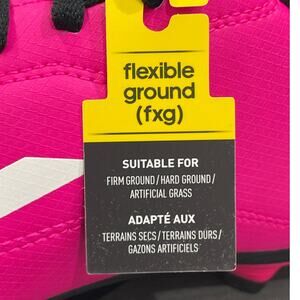 flexible
ground
(fxg)
SUITABLE FOR
FIRM GROUND/HARD GROUND/
ARTIFICIAL GRASS
ADAPTÉ AUX
TERRAINS SECS/TERRAINS DURS/
GAZONS ARTIFICIELS